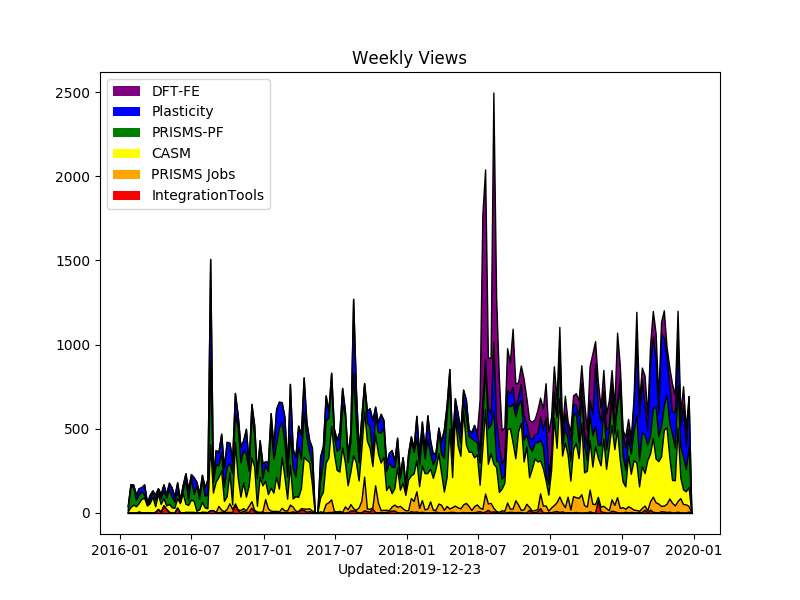 Weekly Views
2500
2000
1500
1000
500
0
DFT-FE
Plasticity
PRISMS-PF
CASM
PRISMS Jobs
IntegrationTools
2016-01 2016-07 2017-01 2017-07 2018-01 2018-07 2019-01 2019-07 2020-01
Updated:2019-12-23